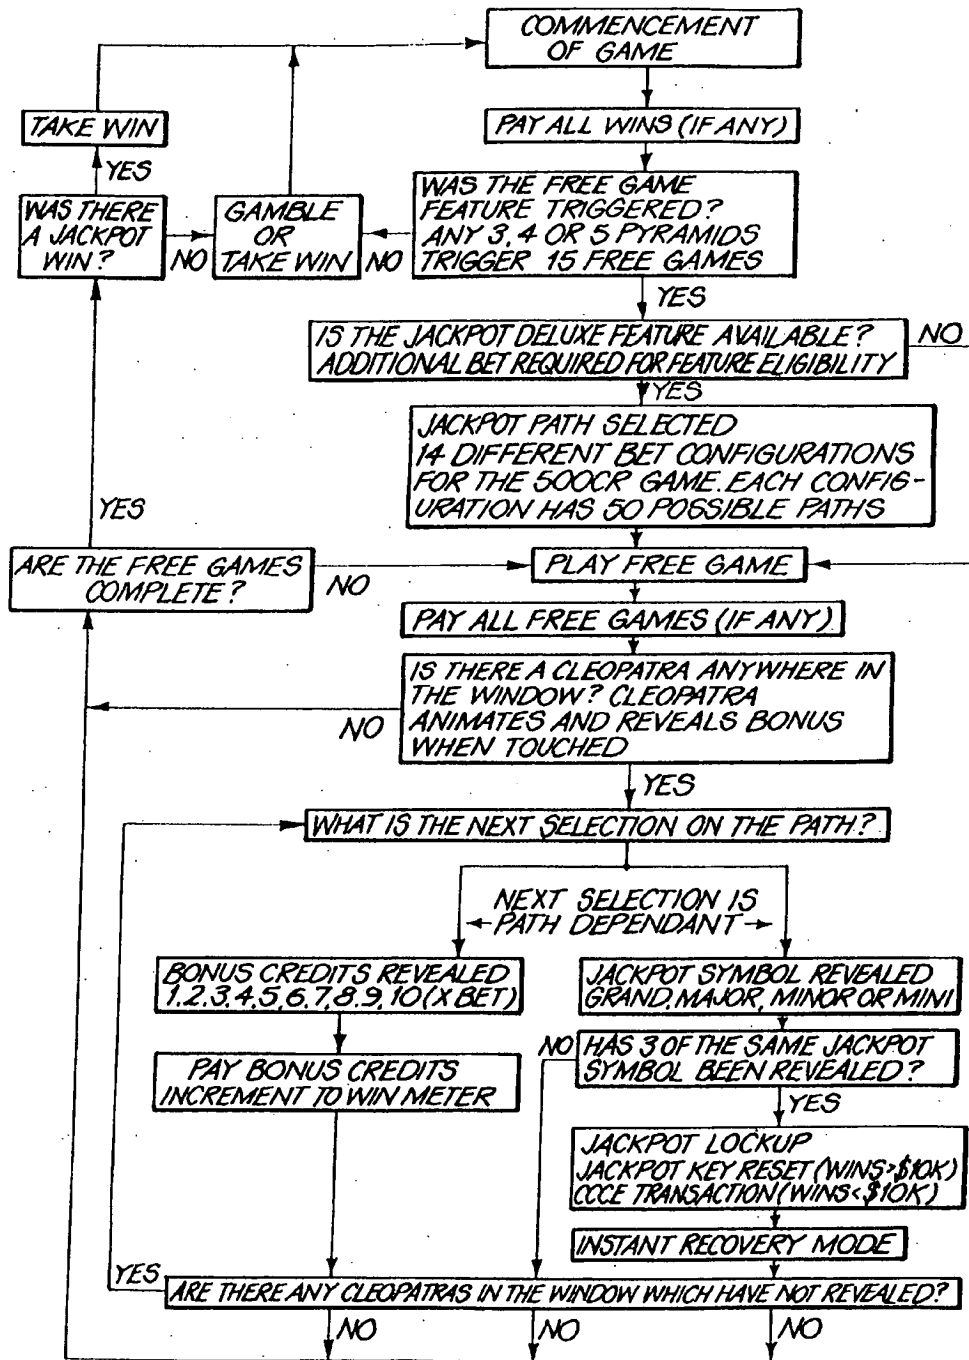 COMMENCEMENT
OF GAME
TAKE WIN
PAY ALL WINS (IF ANY)
YES
WAS THERE
A JACKPOT
WIN?
NO
GAMBLE
OR
TAKE WIN
NO
WAS THE FREE GAME
FEATURE TRIGGERED?
ANY 3, 4 OR 5 PYRAMIDS
TRIGGER 15 FREE GAMES
YES
IS THE JACKPOT DELUXE FEATURE AVAILABLE?
ADDITIONAL BET REQUIRED FOR FEATURE ELIGIBILITY
NO
YES
JACKPOT PATH SELECTED
14 DIFFERENT BET CONFIGURATIONS
FOR THE 500CR GAME. EACH CONFIG-
URATION HAS 50 POSSIBLE PATHS
YES
ARE THE FREE GAMES
COMPLETE?
NO
PLAY FREE GAME
PAY ALL FREE GAMES (IF ANY)
IS THERE A CLEOPATRA ANYWHERE IN
THE WINDOW? CLEOPATRA
ANIMATES AND REVEALS BONUS
WHEN TOUCHED
NO
YES
WHAT IS THE NEXT SELECTION ON THE PATH?
NEXT SELECTION IS
PATH DEPENDANT
BONUS CREDITS REVEALED
1,2,3,4,5,6,7,8,9,10 (X BET)
JACKPOT SYMBOL REVEALED
GRAND, MAJOR, MINOR OR MINI
PAY BONUS CREDITS
INCREMENT TO WIN METER
NO
HAS 3 OF THE SAME JACKPOT
SYMBOL BEEN REVEALED?
YES
JACKPOT LOCKUP
JACKPOT KEY RESET (WINS>$10K)
CCCE TRANSACTION (WINS<$10K)
INSTANT RECOVERY MODE
YES
ARE THERE ANY CLEOPATRAS IN THE WINDOW WHICH HAVE NOT REVEALED?
NO
NO
NO